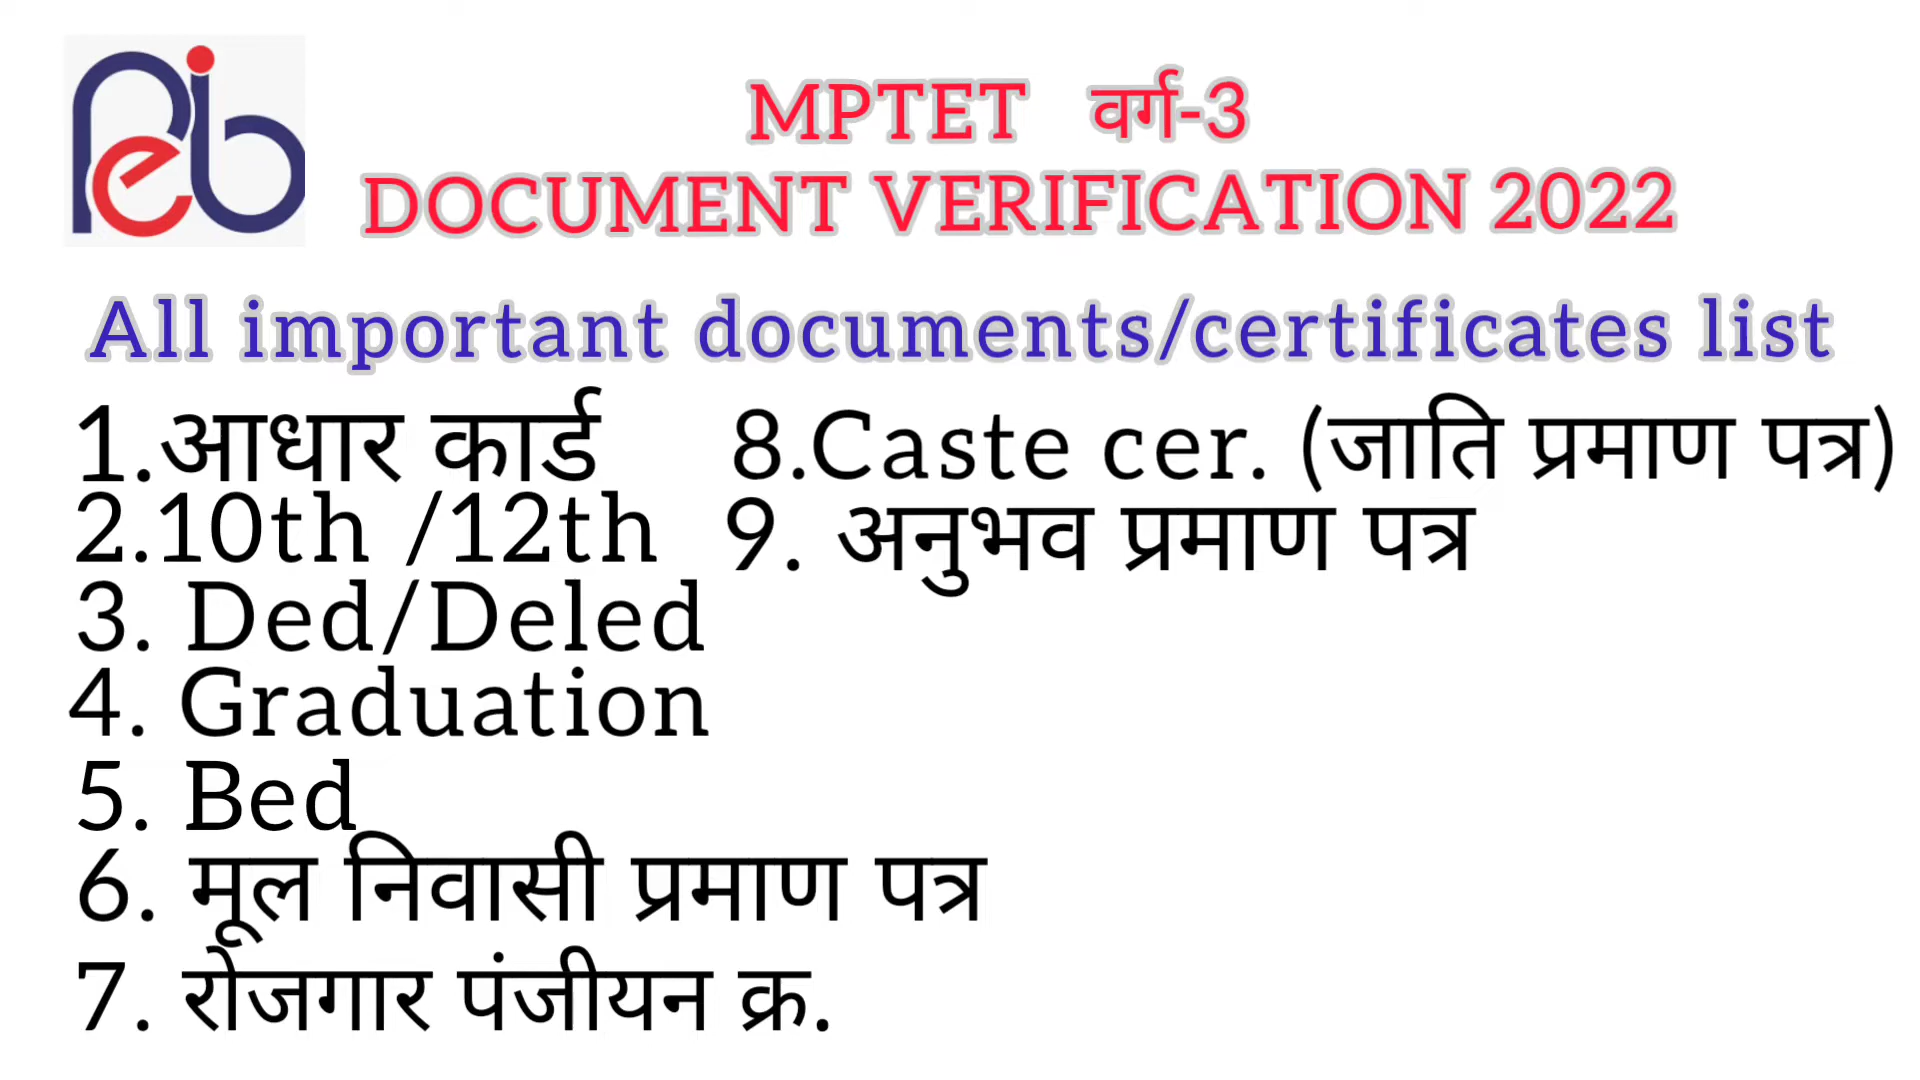 Peb
MPTET वर्ग-3
DOCUMENT VERIFICATION 2022
All important documents/certificates list
1.आधार कार्ड
2.10th /12th
3. Ded/Deled
4. Graduation
5. Bed
6. मूल निवासी प्रमाण पत्र
7. रोजगार पंजीयन क्र.
8.Caste cer. (जाति प्रमाण पत्र)
9. अनुभव प्रमाण पत्र